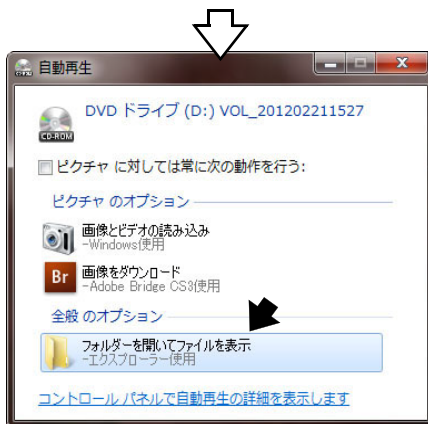 自動再生
DVD ドライブ (D:) VOL_201202211527
CD-ROM
ピクチャ に対しては常に次の動作を行う:
ピクチャ のオプション
画像とビデオの読み込み
-Windows使用
Br 画像をダウンロード
-Adobe Bridge CS3使用
全般 のオプション
フォルダーを開いてファイルを表示
-エクスプローラー使用
コントロール パネルで自動再生の詳細を表示します